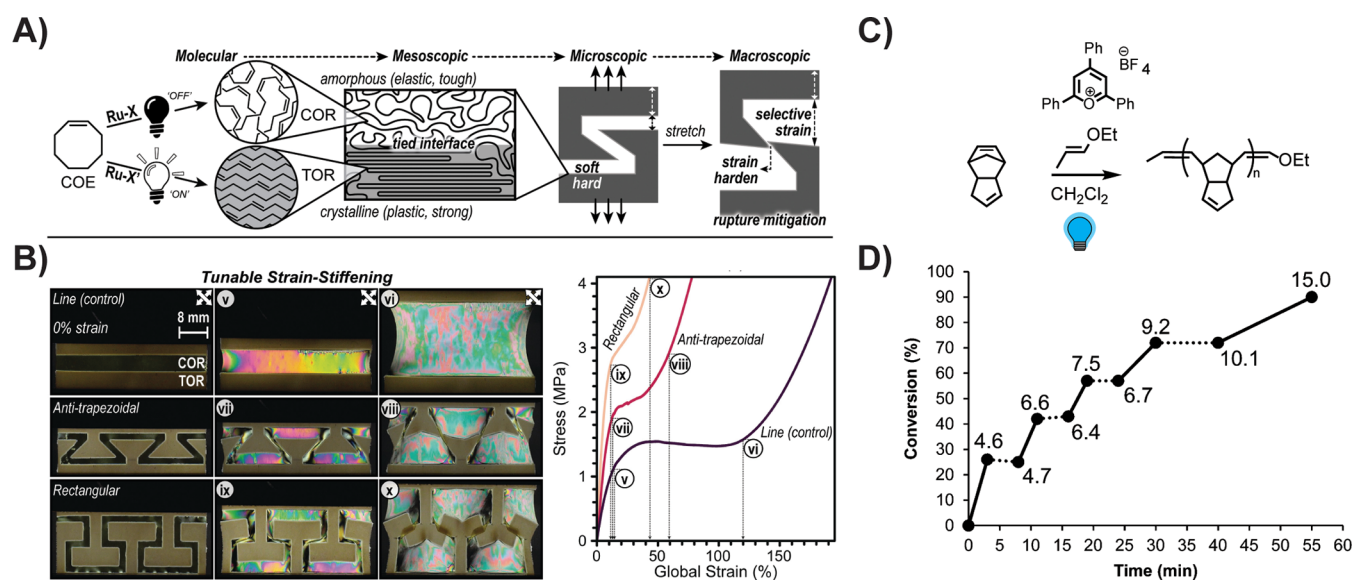 A)
Molecular
Mesoscopic
Microscopic
Macroscopic
amorphous (elastic, tough)
Ru-X
'OFF'
COR
COE
Ru-X'
'ON'
TOR
tied interface
crystalline (plastic, strong)
soft
hard
stretch
selective
strain
strain
harden
rupture mitigation
B)
Tunable Strain-Stiffening
Line (control)
0% strain
8 mm
COR
TOR
v
vi
Anti-trapezoidal
vii
viii
Rectangular
ix
x
Stress (MPa)
4
3
2
1
0
0
50
100
150
Global Strain (%)
Rectangular
x
Anti-trapezoidal
ix
viii
vii
Line (control)
v
vi
C)
Ph
⊖
BF4
Ph
O
⊕
Ph
OEt
CH2Cl2
n
OEt
D)
Conversion (%)
100
90
80
70
60
50
40
30
20
10
0
0
5
10
15
20
25
30
35
40
45
50
55
60
Time (min)
4.6
4.7
6.6
6.4
7.5
6.7
9.2
10.1
15.0